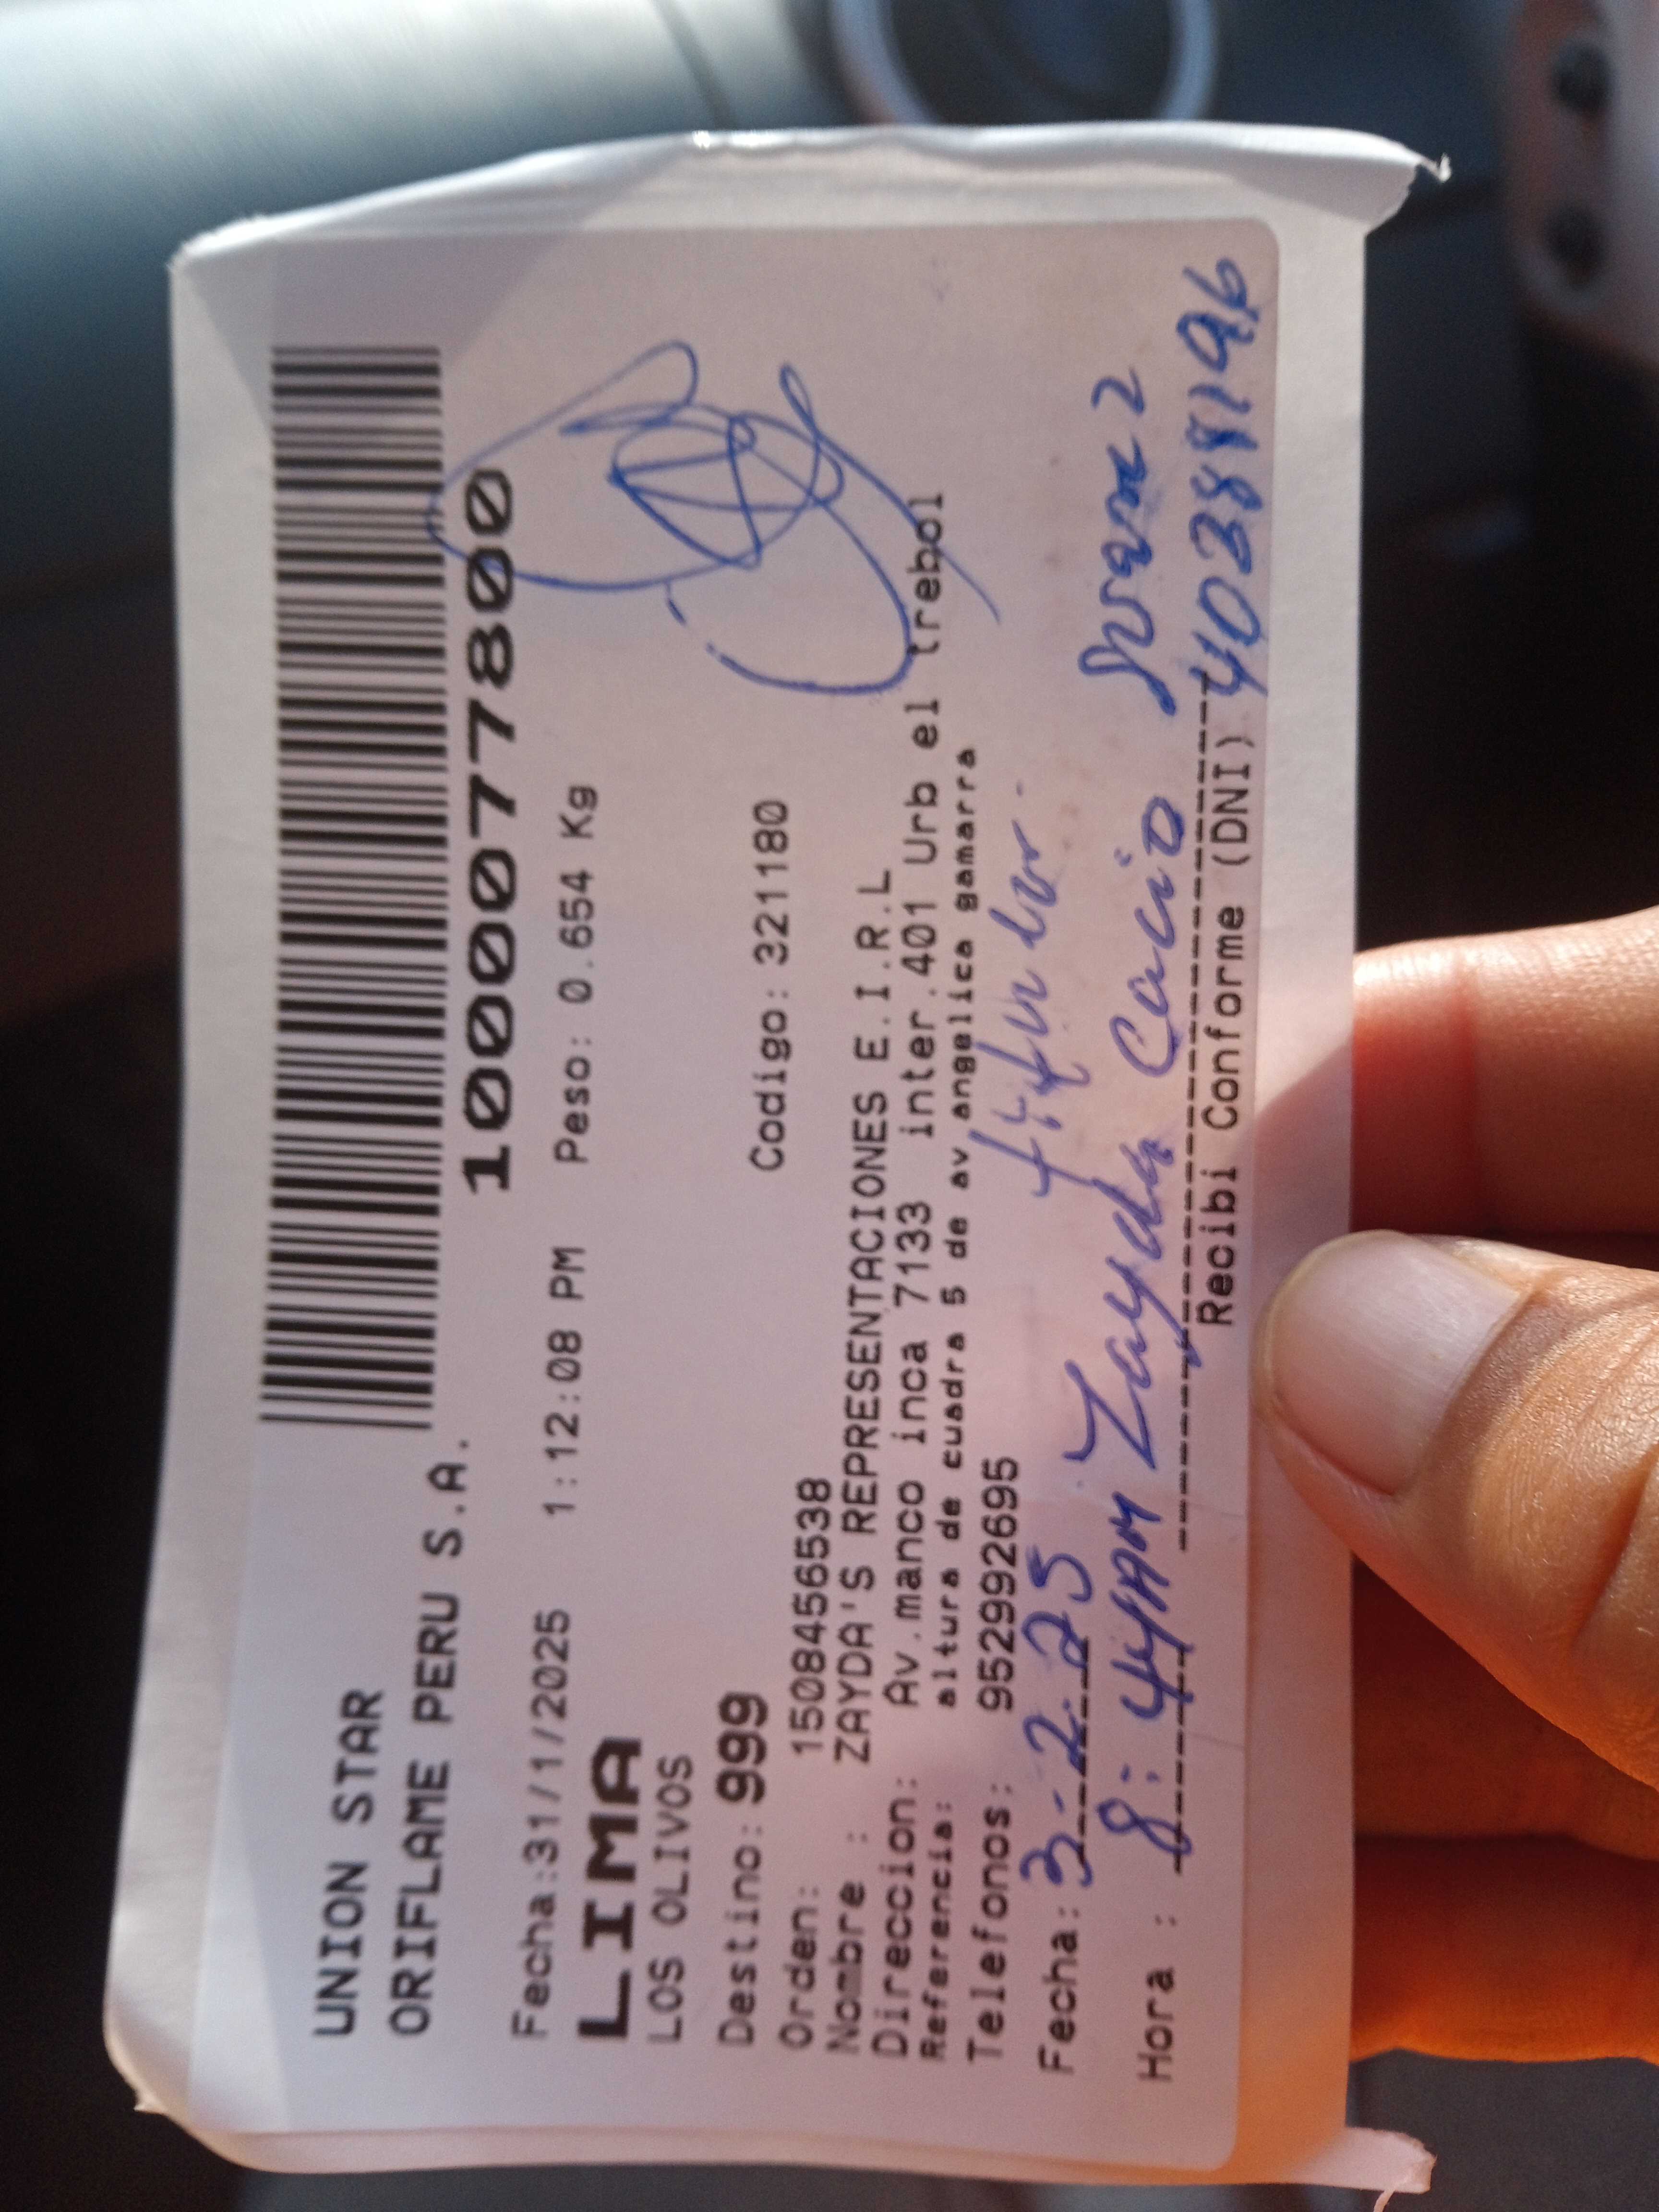 UNION STAR
ORIFLAME PERU S.A.
1000077800
Fecha:31/1/2025 1:12:08 PM Peso: 0.654 Kg
LIMA
LOS OLIVOS
Destino: 999 Codigo: 321180
Orden: 1508456538
Nombre : ZAYDA'S REPRESENTACIONES E.I.R.L
Direccion: Av.manco inca 7133 inter.401 Urb el trebol
Referencia: altura de cuadra 5 de av angelica gamarra
Telefonos: 952992695
titular
Fecha: 3-2-25
Hora : 8:44AM Zayda Cacio
Recibi Conforme (DNI) 40388196